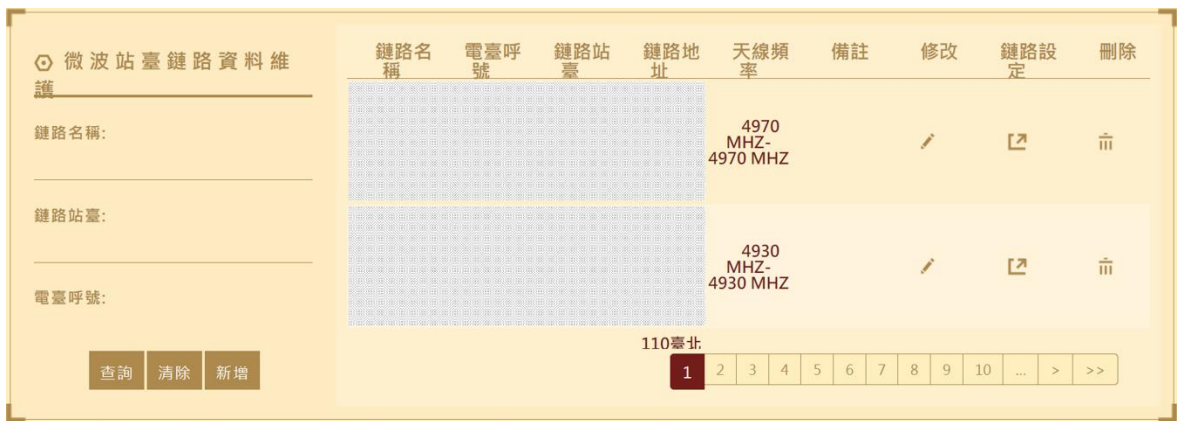 微波站臺鏈路資料維
護
鏈路名稱:
鏈路站臺:
電臺呼號:
查詢 清除 新增
鏈路名 電臺呼 鏈路站 鏈路地 天線頻 備註 修改 鏈路設 刪除
稱 號 臺 址 率 定
4970
MHZ-
4970 MHZ
4930
MHZ-
4930 MHZ
110臺北
1 2 3 4 5 6 7 8 9 10 ... > >>